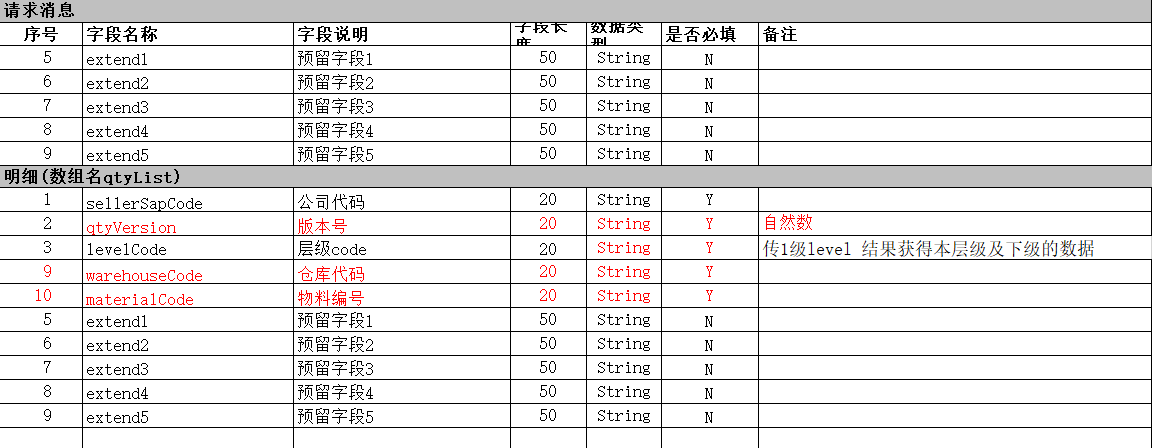 请求消息
序号 字段名称 字段说明 字段长度 数据类型 是否必填 备注
5 extend1 预留字段1 50 String N
6 extend2 预留字段2 50 String N
7 extend3 预留字段3 50 String N
8 extend4 预留字段4 50 String N
9 extend5 预留字段5 50 String N
明细(数组名qtyList)
1 sellerSapCode 公司代码 20 String Y
2 qtyVersion 版本号 20 String Y 自然数
3 levelCode 层级code 20 String Y 传1级level 结果获得本层级及下级的数据
9 warehouseCode 仓库代码 20 String Y
10 materialCode 物料编号 20 String Y
5 extend1 预留字段1 50 String N
6 extend2 预留字段2 50 String N
7 extend3 预留字段3 50 String N
8 extend4 预留字段4 50 String N
9 extend5 预留字段5 50 String N